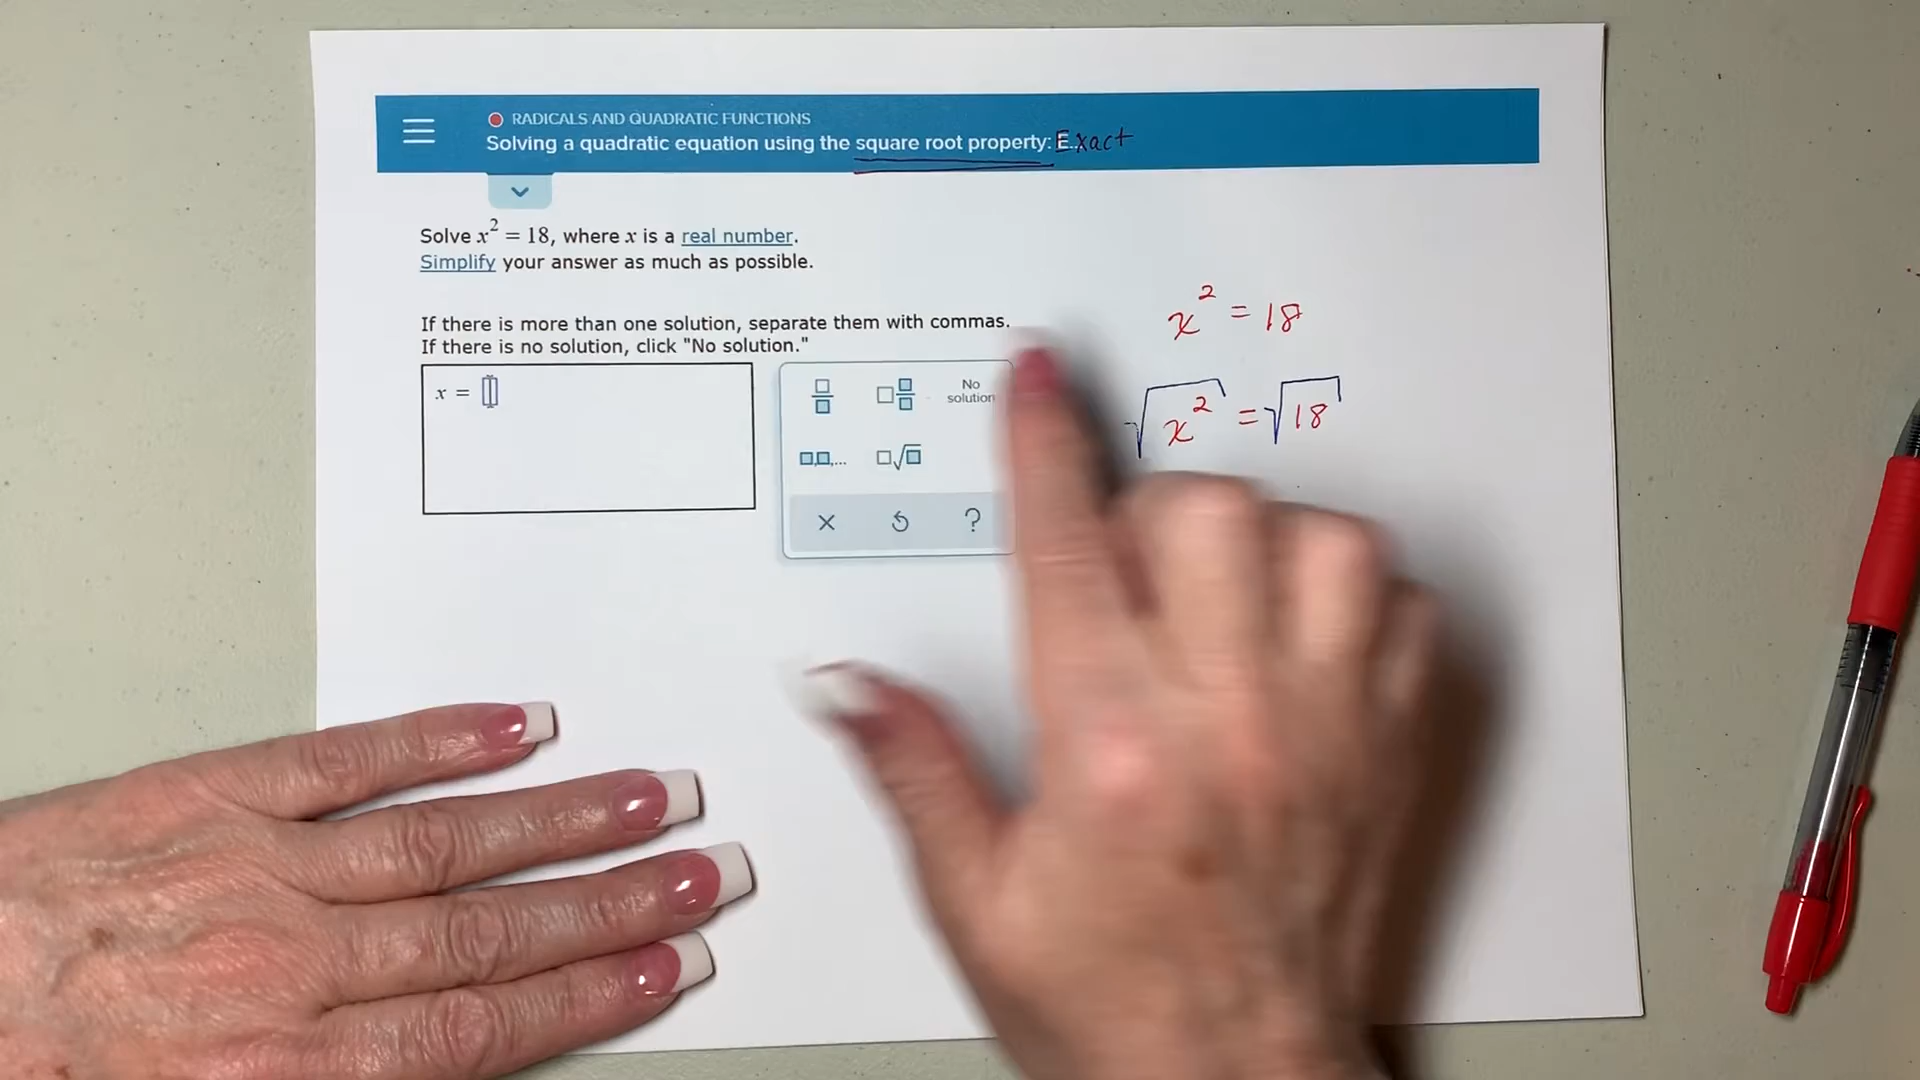 RADICALS AND QUADRATIC FUNCTIONS
Solving a quadratic equation using the square root property: E... Exact
Solve x² = 18, where x is a real number.
Simplify your answer as much as possible.
If there is more than one solution, separate them with commas.
If there is no solution, click "No solution."
x =
No
solution
x² = 18
√x² = √18